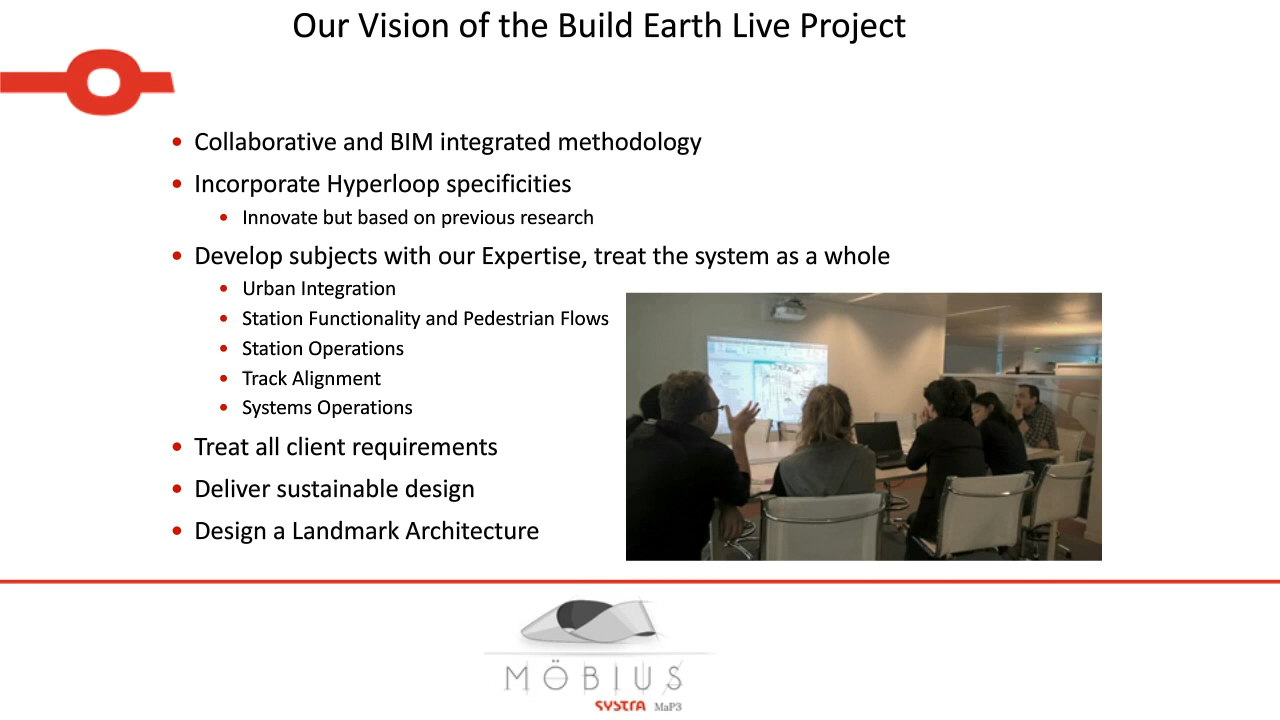 Our Vision of the Build Earth Live Project
• Collaborative and BIM integrated methodology
• Incorporate Hyperloop specificities
• Innovate but based on previous research
• Develop subjects with our Expertise, treat the system as a whole
• Urban Integration
• Station Functionality and Pedestrian Flows
• Station Operations
• Track Alignment
• Systems Operations
• Treat all client requirements
• Deliver sustainable design
• Design a Landmark Architecture
MÖBIUS
SYSTRA MaP3